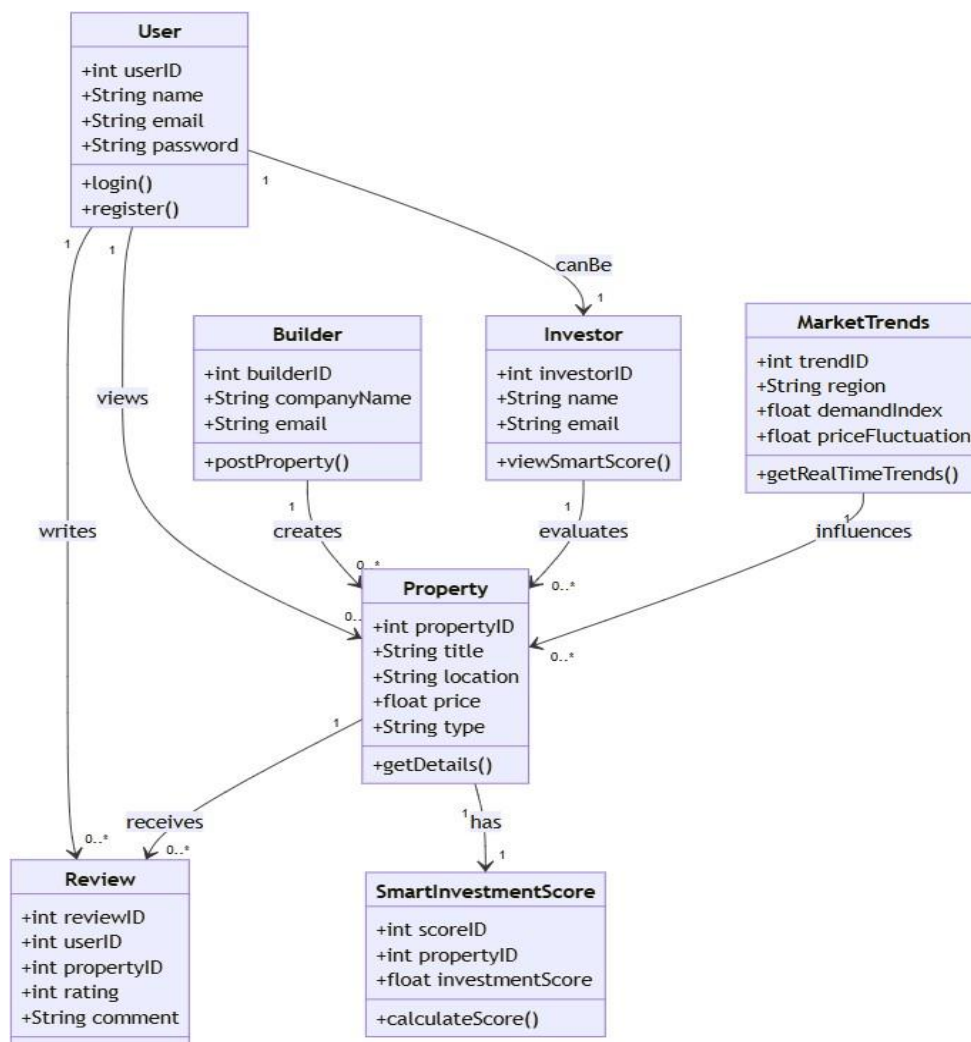 User
+int userID
+String name
+String email
+String password
+login()
+register()
1
1
1
canBe
1
Builder
+int builderID
+String companyName
+String email
+postProperty()
Investor
+int investorID
+String name
+String email
+viewSmartScore()
MarketTrends
+int trendID
+String region
+float demandIndex
+float priceFluctuation
+getRealTimeTrends()
views
writes
1
creates
0..*
1
evaluates
0..*
1
influences
0..*
0..
Property
+int propertyID
+String title
+String location
+float price
+String type
+getDetails()
1
receives
0..*
0..*
1
has
1
Review
+int reviewID
+int userID
+int propertyID
+int rating
+String comment
SmartInvestmentScore
+int scoreID
+int propertyID
+float investmentScore
+calculateScore()